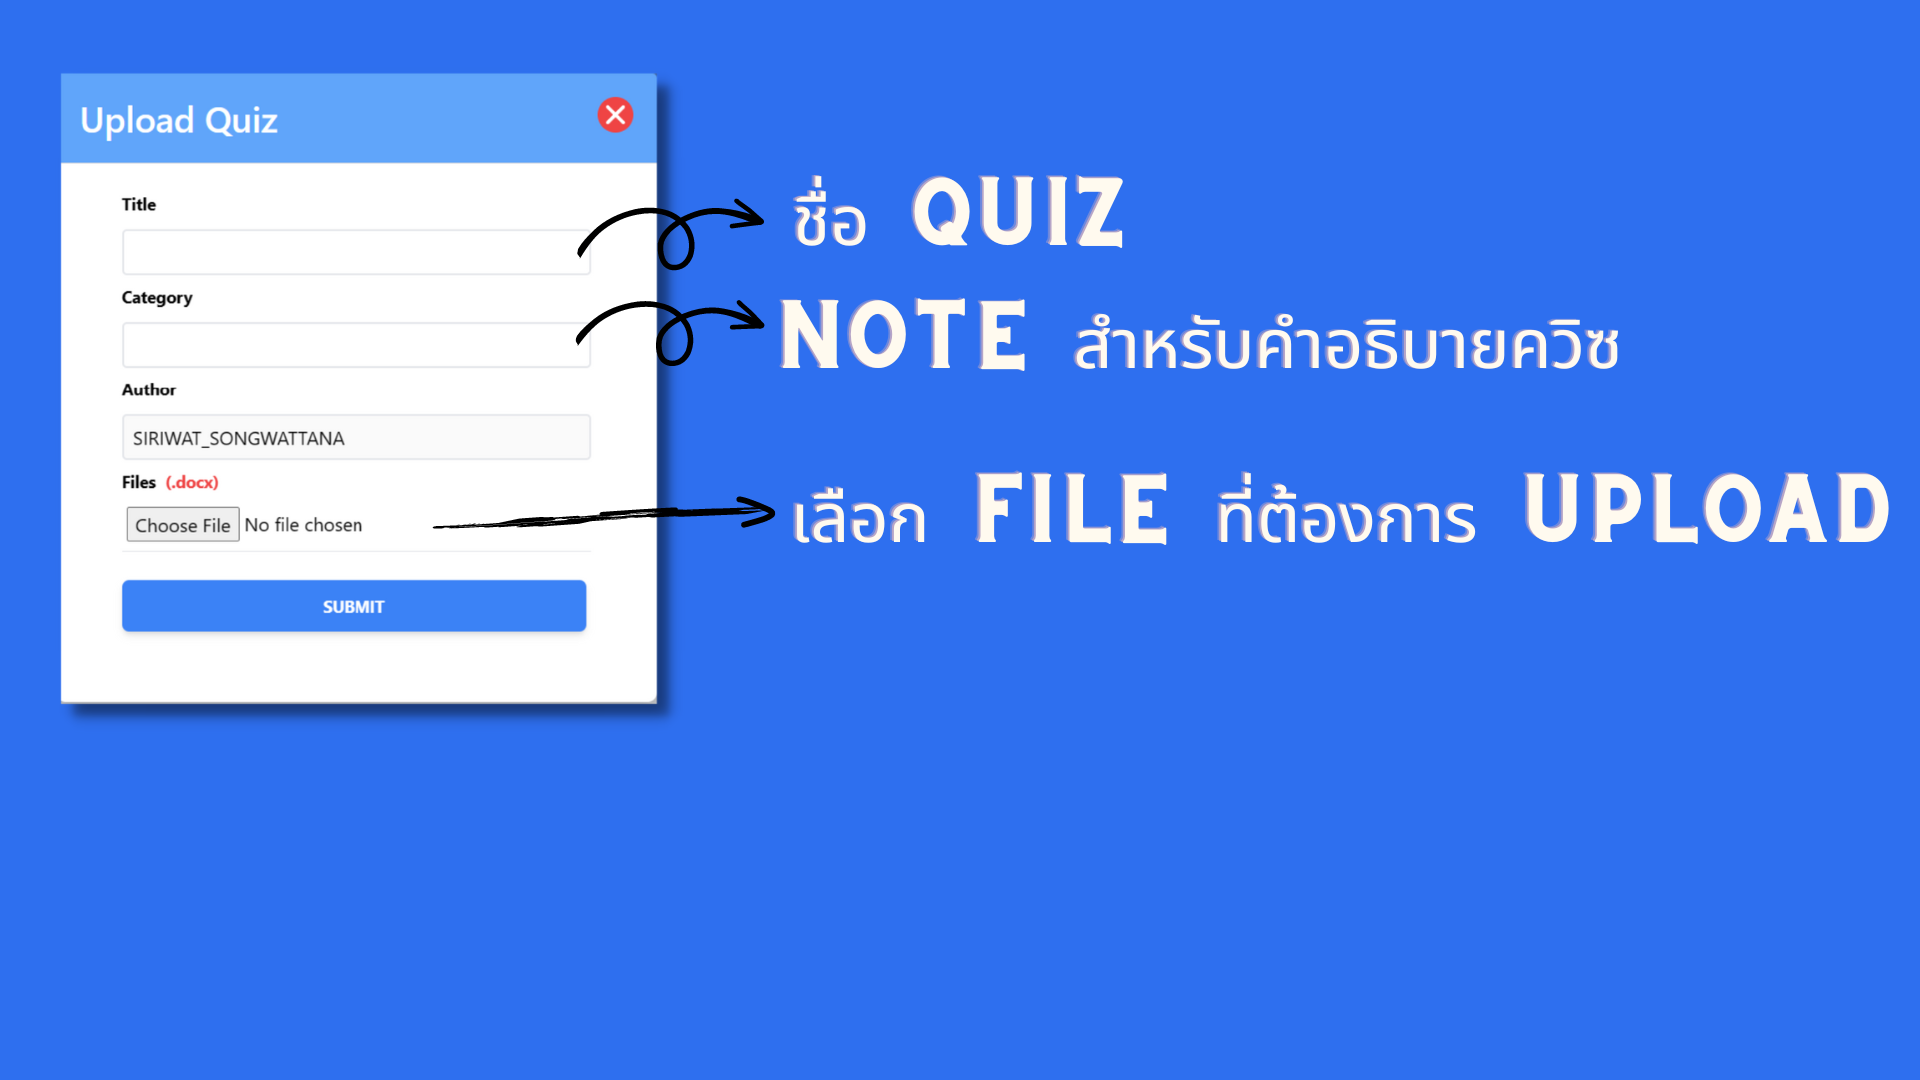 Upload Quiz
Title
ชื่อ QUIZ
Category
NOTE สำหรับคำอธิบายควิซ
Author
SIRIWAT_SONGWATTANA
Files (.docx)
Choose File No file chosen
เลือก FILE ที่ต้องการ UPLOAD
SUBMIT